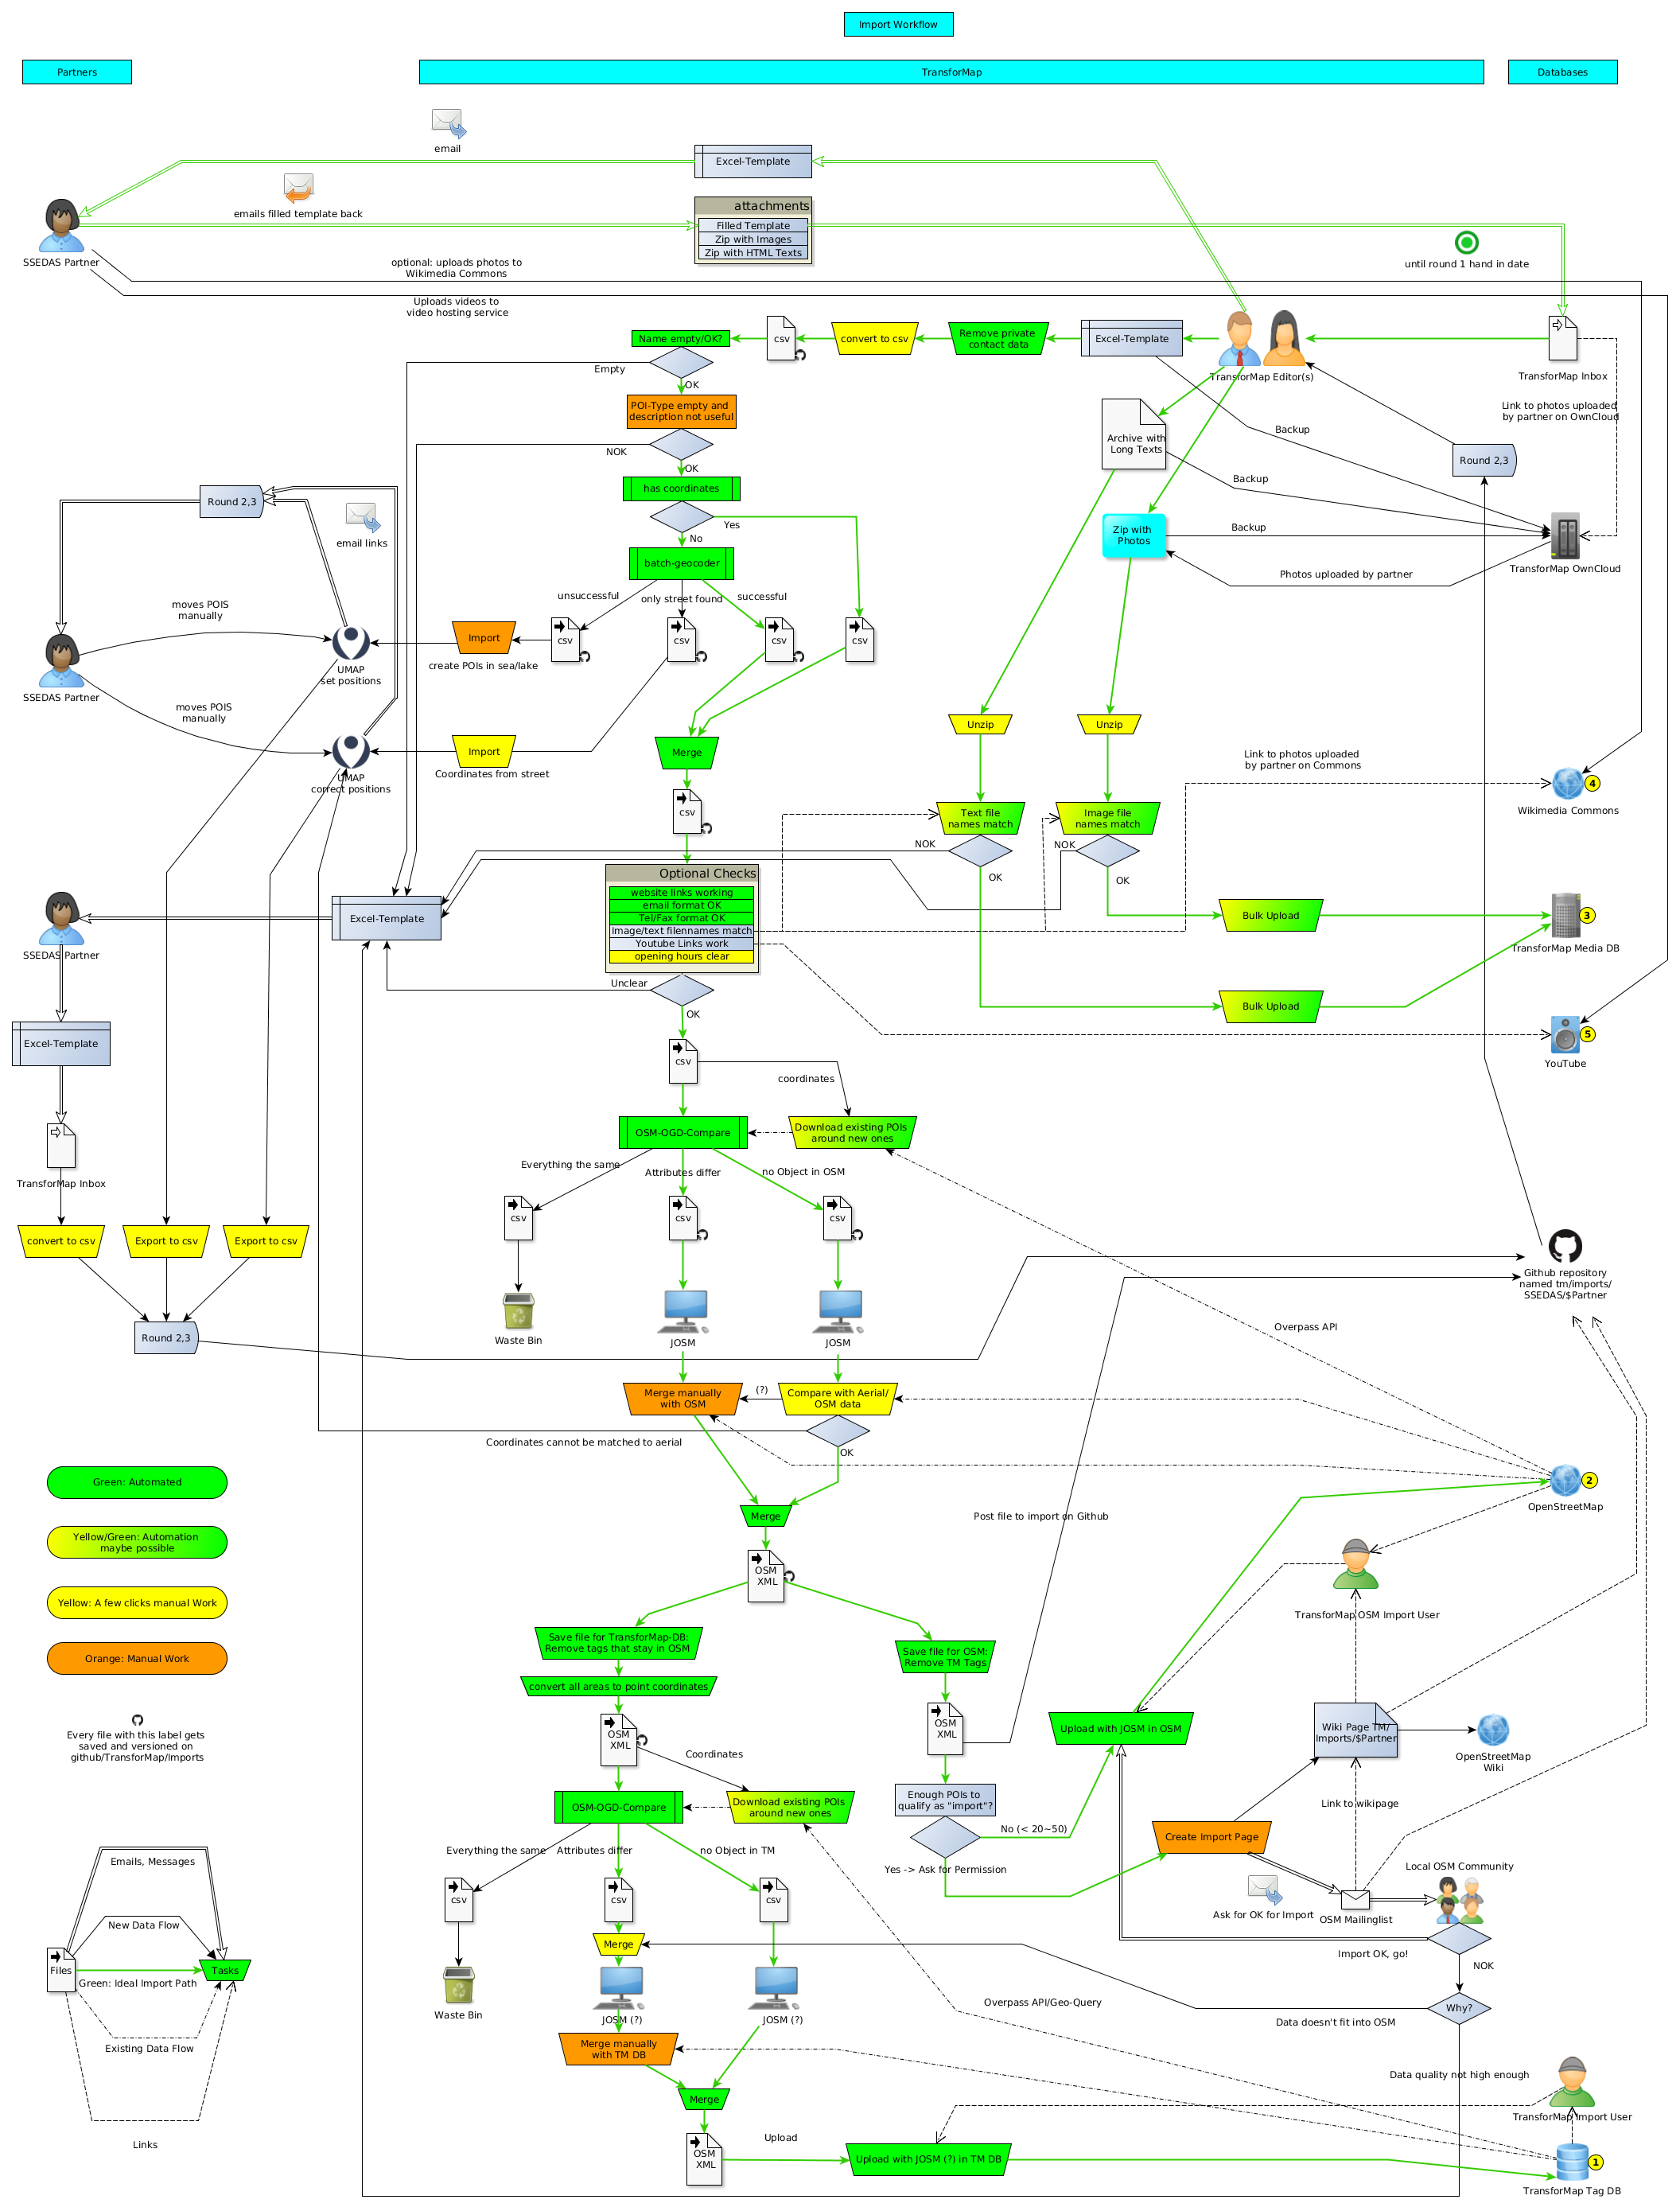 Import Workflow
Partners
TransforMap
Databases
email
Excel-Template
emails filled template back
attachments
Filled Template
Zip with Images
Zip with HTML Texts
SSEDAS Partner
optional: uploads photos to
Wikimedia Commons
until round 1 hand in date
Uploads videos to
video hosting service
Name empty/OK?
csv
convert to csv
Remove private
contact data
Excel-Template
TransforMap Editor(s)
TransforMap Inbox
Empty
OK
Link to photos uploaded
by partner on OwnCloud
POI-Type empty and
description not useful
Archive with
Long Texts
Backup
NOK
OK
Round 2,3
Backup
has coordinates
Round 2,3
email links
Yes
No
Zip with
Photos
Backup
batch-geocoder
TransforMap OwnCloud
Photos uploaded by partner
unsuccessful
only street found
successful
moves POIS
manually
Import
csv
csv
csv
csv
create POIs in sea/lake
UMAP
set positions
SSEDAS Partner
moves POIS
manually
Unzip
Unzip
Merge
Import
Coordinates from street
Link to photos uploaded
by partner on Commons
UMAP
correct positions
4
Wikimedia Commons
csv
Text file
names match
Image file
names match
NOK
NOK
OK
OK
Optional Checks
website links working
email format OK
Tel/Fax format OK
Image/text filennames match
Youtube Links work
opening hours clear
Excel-Template
Bulk Upload
3
TransforMap Media DB
SSEDAS Partner
Unclear
OK
Bulk Upload
Excel-Template
5
YouTube
csv
coordinates
OSM-OGD-Compare
Download existing POIs
around new ones
TransforMap Inbox
Everything the same
Attributes differ
no Object in OSM
csv
csv
csv
convert to csv
Export to csv
Export to csv
Github repository
named tm/imports/
SSEDAS/$Partner
Round 2,3
Waste Bin
JOSM
JOSM
Overpass API
Merge manually
with OSM
(?)
Compare with Aerial/
OSM data
Coordinates cannot be matched to aerial
OK
Green: Automated
2
OpenStreetMap
Merge
Post file to import on Github
Yellow/Green: Automation
maybe possible
OSM
XML
Yellow: A few clicks manual Work
TransforMap OSM Import User
Save file for TransforMap-DB:
Remove tags that stay in OSM
Save file for OSM:
Remove TM Tags
Orange: Manual Work
convert all areas to point coordinates
Every file with this label gets
saved and versioned on
github/TransforMap/Imports
OSM
XML
OSM
XML
Upload with JOSM in OSM
Wiki Page TM/
Imports/$Partner
OpenStreetMap
Wiki
Coordinates
Enough POIs to
qualify as "import"?
OSM-OGD-Compare
Download existing POIs
around new ones
Link to wikipage
No (< 20~50)
Create Import Page
Everything the same
Attributes differ
no Object in TM
Yes -> Ask for Permission
Local OSM Community
Emails, Messages
csv
csv
csv
Ask for OK for Import
OSM Mailinglist
New Data Flow
Merge
Import OK, go!
NOK
Files
Tasks
Green: Ideal Import Path
Waste Bin
JOSM (?)
JOSM (?)
Overpass API/Geo-Query
Why?
Data doesn't fit into OSM
Existing Data Flow
Merge manually
with TM DB
Data quality not high enough
Merge
TransforMap Import User
Links
Upload
OSM
XML
Upload with JOSM (?) in TM DB
1
TransforMap Tag DB